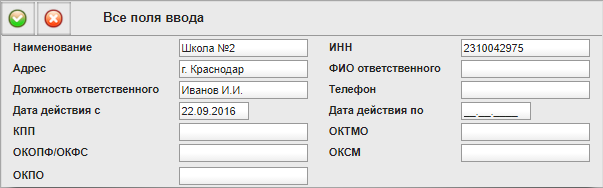 Все поля ввода
Наименование Школа №2 ИНН 2310042975
Адрес г. Краснодар ФИО ответственного
Должность ответственного Иванов И.И. Телефон
Дата действия с 22.09.2016 Дата действия по __.__.____
КПП ОКТМО
ОКОПФ/ОКФС ОКСМ
ОКПО